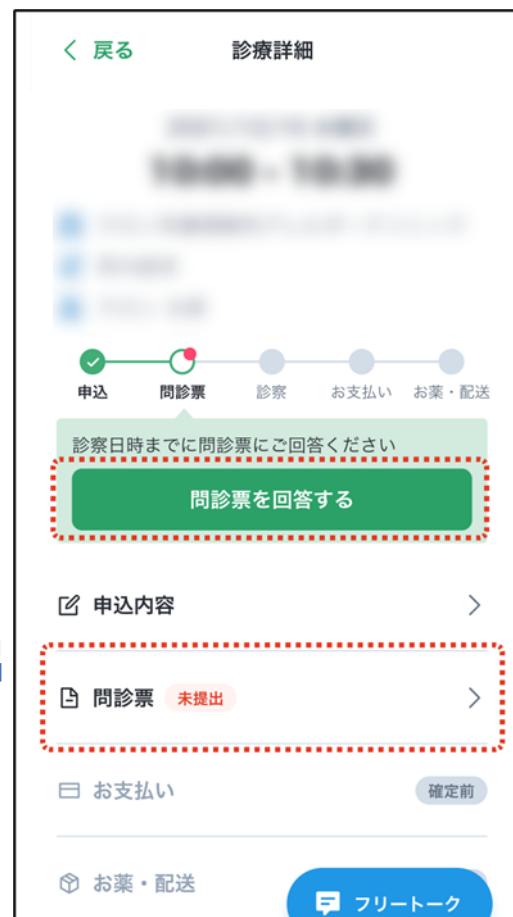 戻る 診療詳細
申込 問診票 診察 お支払い お薬・配送
診察日時までに問診票にご回答ください
問診票を回答する
申込内容
問診票 未提出
お支払い 確定前
お薬・配送
フリートーク